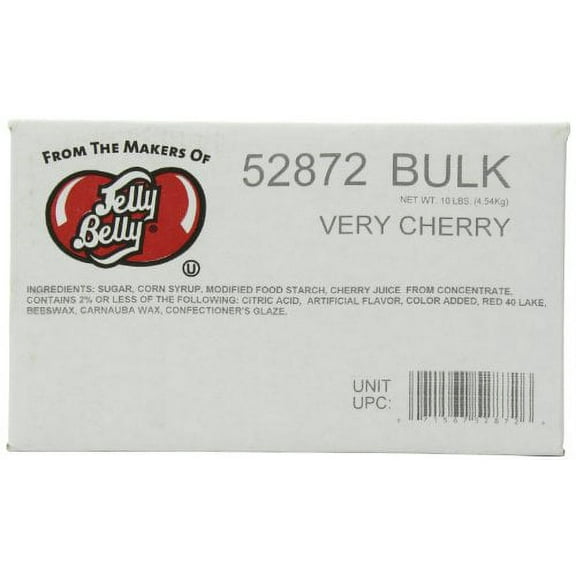 FROM THE MAKERS OF
Jelly
Belly®
U
52872 BULK
NET WT. 10 LBS. (4.54Kg)
VERY CHERRY
INGREDIENTS: SUGAR, CORN SYRUP, MODIFIED FOOD STARCH, CHERRY JUICE FROM CONCENTRATE,
CONTAINS 2% OR LESS OF THE FOLLOWING: CITRIC ACID, ARTIFICIAL FLAVOR, COLOR ADDED, RED 40 LAKE,
BEESWAX, CARNAUBA WAX, CONFECTIONER'S GLAZE.
UNIT
UPC: